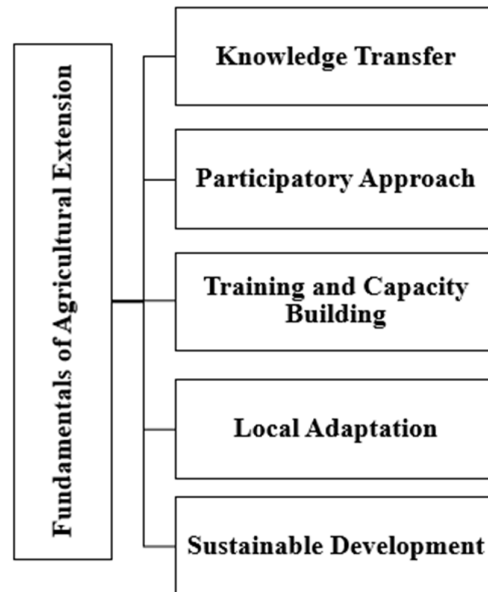 Fundamentals of Agricultural Extension
Knowledge Transfer
Participatory Approach
Training and Capacity
Building
Local Adaptation
Sustainable Development